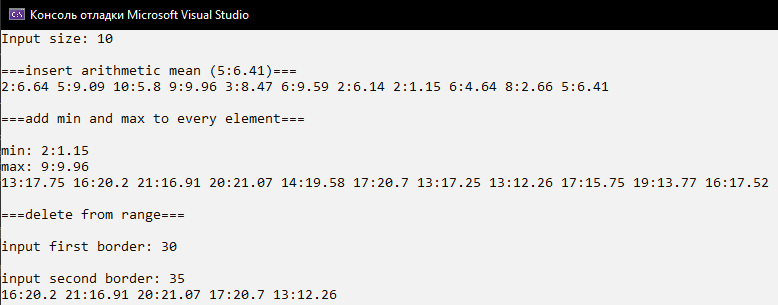 Консоль отладки Microsoft Visual Studio
Input size: 10
===insert arithmetic mean (5:6.41)===
2:6.64 5:9.09 10:5.8 9:9.96 3:8.47 6:9.59 2:6.14 2:1.15 6:4.64 8:2.66 5:6.41
===add min and max to every element===
min: 2:1.15
max: 9:9.96
13:17.75 16:20.2 21:16.91 20:21.07 14:19.58 17:20.7 13:17.25 13:12.26 17:15.75 19:13.77 16:17.52
===delete from range===
input first border: 30
input second border: 35
16:20.2 21:16.91 20:21.07 17:20.7 13:12.26